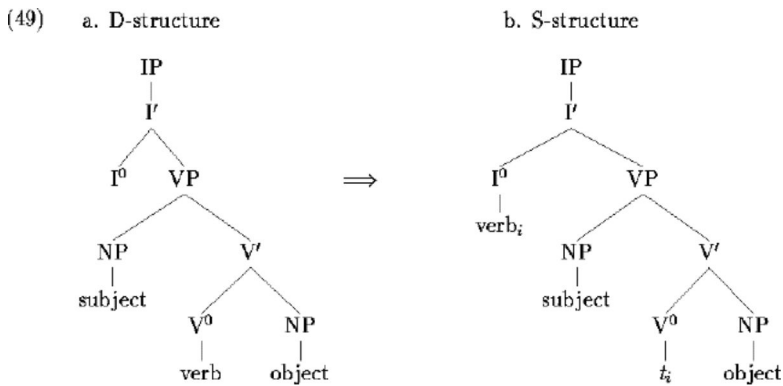 (49) a. D-structure b. S-structure
IP IP
I′ I′
I⁰ VP ⟹ I⁰ VP
verbᵢ
NP V′ NP V′
subject subject
V⁰ NP V⁰ NP
verb object tᵢ object